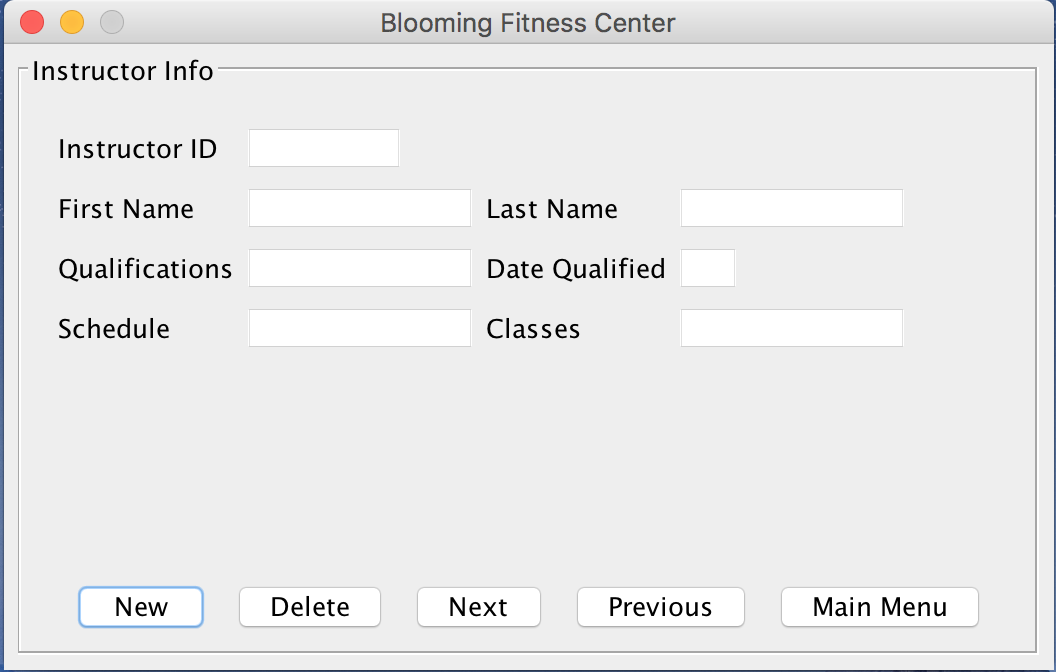 Blooming Fitness Center
Instructor Info
Instructor ID
First Name Last Name
Qualifications Date Qualified
Schedule Classes
New Delete Next Previous Main Menu